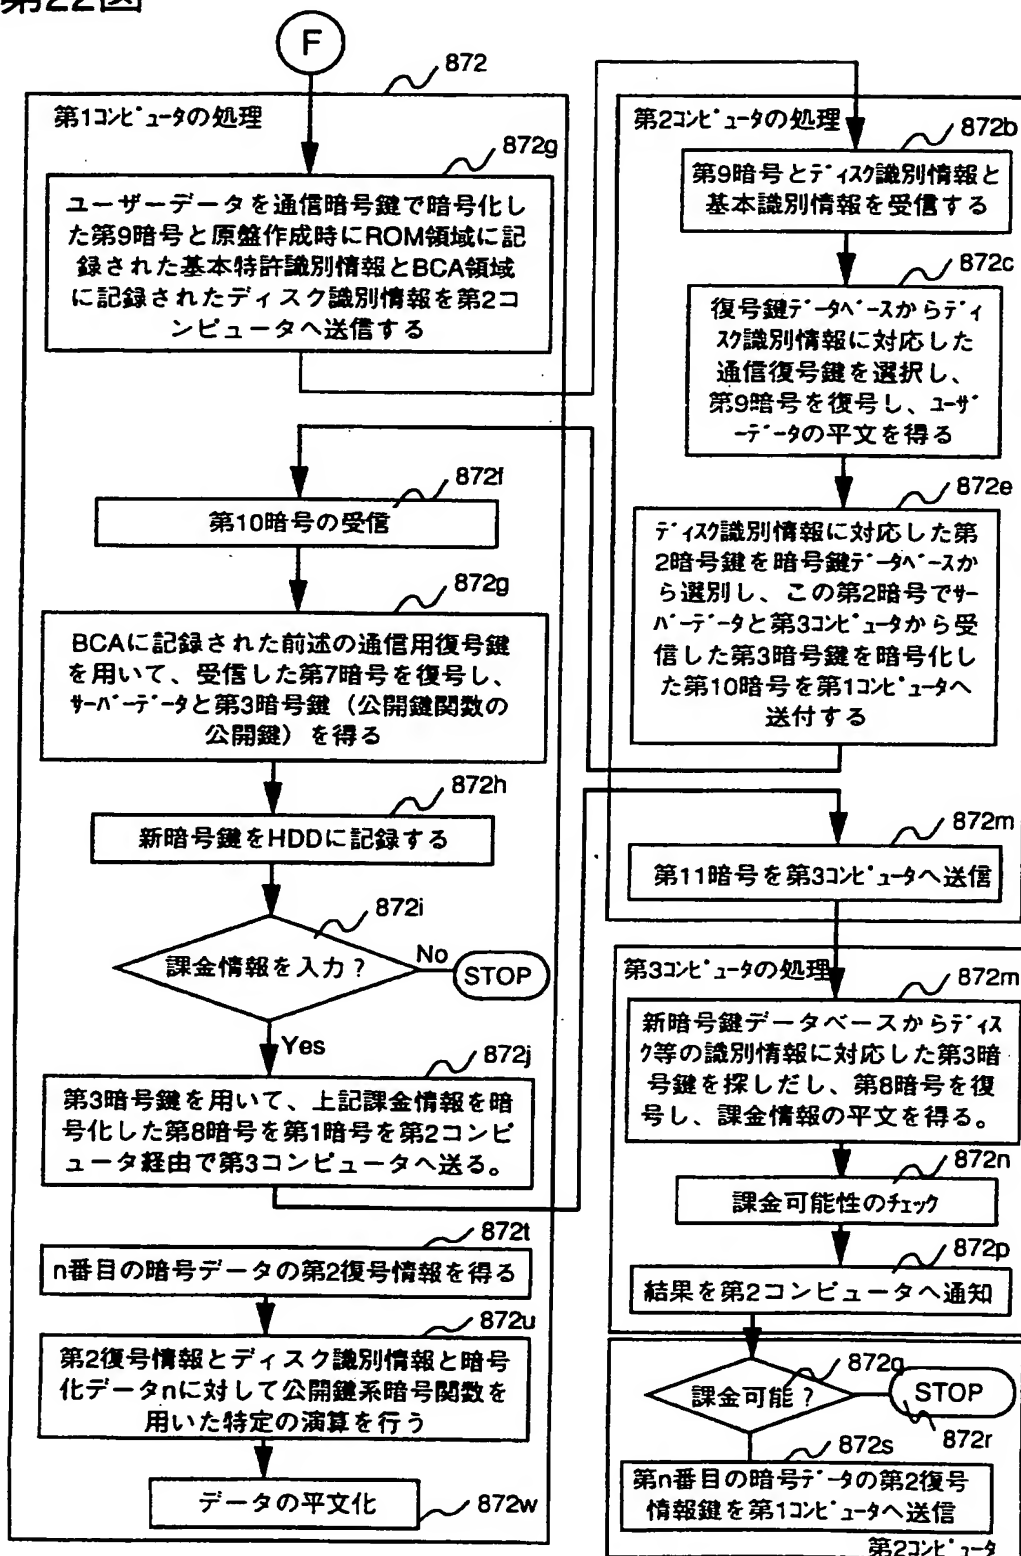 第22図
F
872
第1コンピュータの処理
872g
ユーザーデータを通信暗号鍵で暗号化し
た第9暗号と原盤作成時にROM領域に記
録された基本特許識別情報とBCA領域
に記録されたディスク識別情報を第2コ
ンピュータへ送信する
872f
第10暗号の受信
872g
BCAに記録された前述の通信用復号鍵
を用いて、受信した第7暗号を復号し、
サーバーデータと第3暗号鍵（公開鍵関数の
公開鍵）を得る
872h
新暗号鍵をHDDに記録する
872i
課金情報を入力？
No
STOP
Yes
872j
第3暗号鍵を用いて、上記課金情報を暗
号化した第8暗号を第1暗号を第2コンピ
ュータ経由で第3コンピュータへ送る。
872t
n番目の暗号データの第2復号情報を得る
872u
第2復号情報とディスク識別情報と暗号
化データnに対して公開鍵系暗号関数を
用いた特定の演算を行う
データの平文化
872w
第2コンピュータの処理
872b
第9暗号とディスク識別情報と
基本識別情報を受信する
872c
復号鍵データベースからディ
スク識別情報に対応した
通信復号鍵を選択し、
第9暗号を復号し、ユーザ
ーデータの平文を得る
872e
ディスク識別情報に対応した第
2暗号鍵を暗号鍵データベースか
ら選別し、この第2暗号でサー
バーデータと第3コンピュータから受
信した第3暗号鍵を暗号化し
た第10暗号を第1コンピュータへ
送付する
872m
第11暗号を第3コンピュータへ送信
第3コンピュータの処理
872m
新暗号鍵データベースからディス
ク等の識別情報に対応した第3暗
号鍵を探しだし、第8暗号を復
号し、課金情報の平文を得る。
872n
課金可能性のチェック
872p
結果を第2コンピュータへ通知
872q
課金可能？
STOP
872r
872s
第n番目の暗号データの第2復号
情報鍵を第1コンピュータへ送信
第2コンピュータ